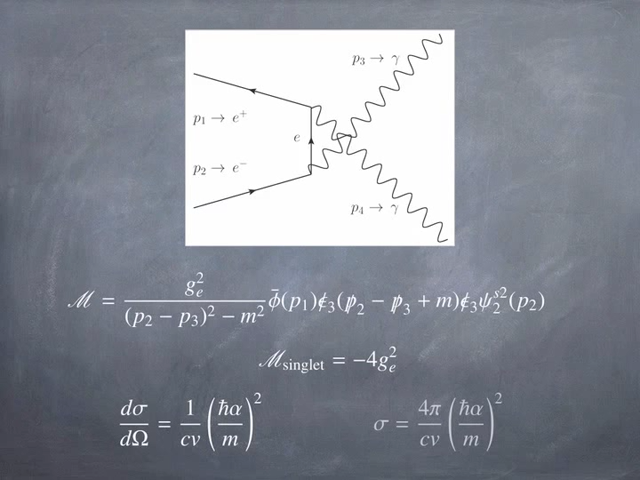 p₃ → γ
p₁ → e⁺
e
p₂ → e⁻
p₄ → γ
ℳ = g_e² / ((p₂ − p₃)² − m²) ϕ̄(p₁)ε̸₃(p̸₂ − p̸₃ + m)ε̸₃ψ₂^{s2}(p₂)
ℳ_singlet = −4g_e²
dσ/dΩ = 1/cv (ħα/m)² σ = 4π/cv (ħα/m)²